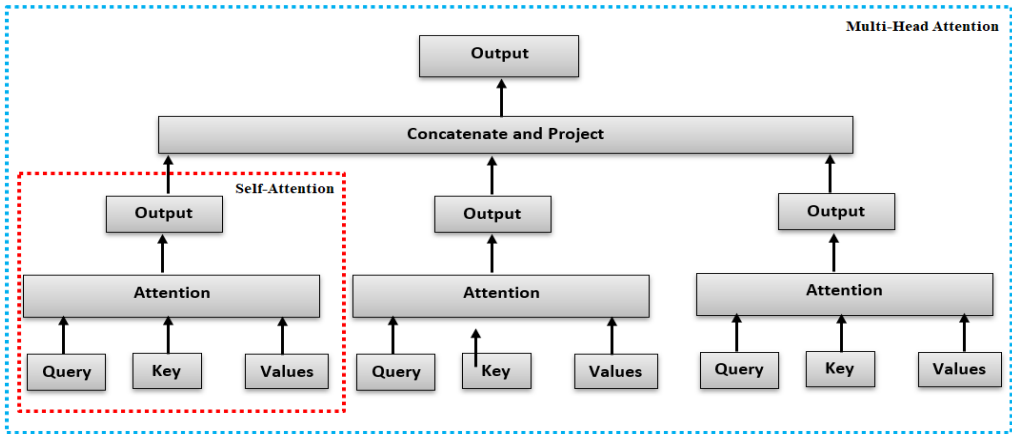 Multi-Head Attention
Output
Concatenate and Project
Self-Attention
Output
Output
Output
Attention
Attention
Attention
Query
Key
Values
Query
Key
Values
Query
Key
Values